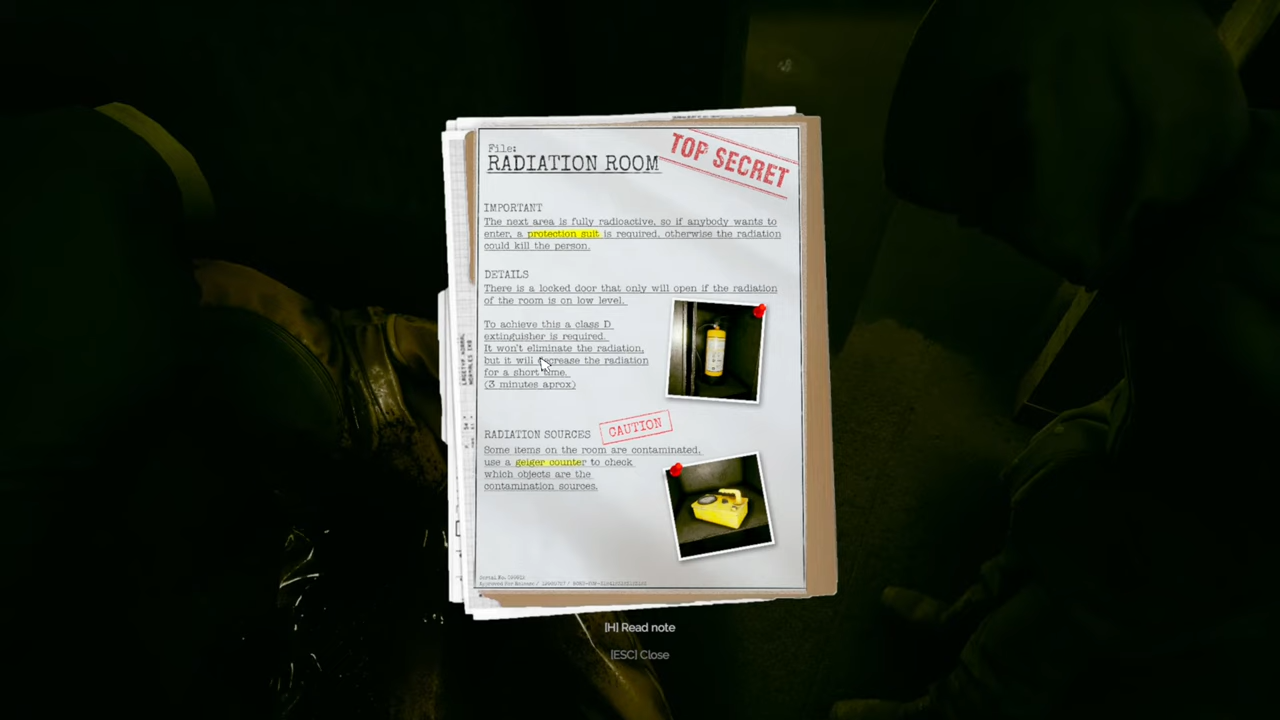 File:
RADIATION ROOM
TOP SECRET
IMPORTANT
The next area is fully radioactive, so if anybody wants to
enter, a protection suit is required, otherwise the radiation
could kill the person.
DETAILS
There is a locked door that only will open if the radiation
of the room is on low level.
To achieve this a class D
extinguisher is required.
It won't eliminate the radiation,
but it will decrease the radiation
for a short time.
(3 minutes aprox)
RADIATION SOURCES
CAUTION
Some items on the room are contaminated,
use a geiger counter to check
which objects are the
contamination sources.
[H] Read note
[ESC] Close